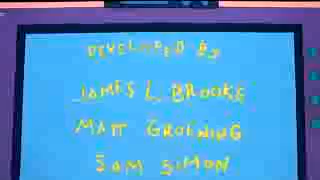 DEVELOPED BY
JAMES L. BROOKS
MATT GROENING
SAM SIMON